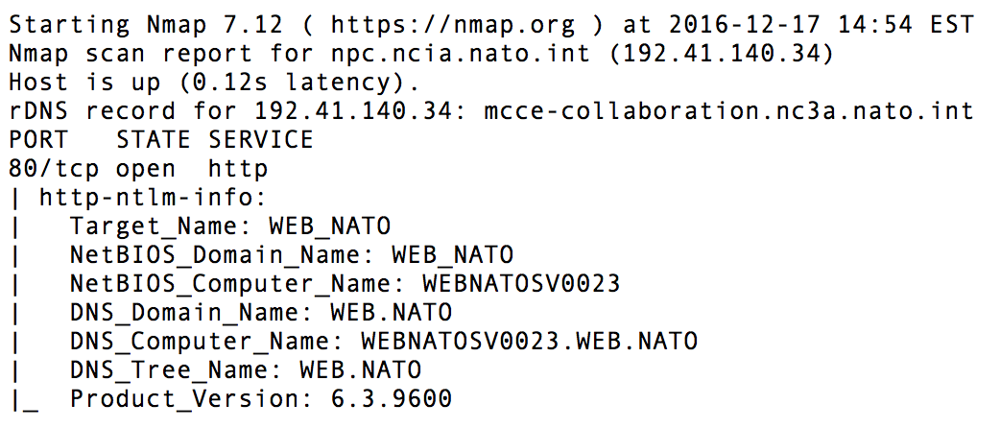 Starting Nmap 7.12 ( https://nmap.org ) at 2016-12-17 14:54 EST
Nmap scan report for npc.ncia.nato.int (192.41.140.34)
Host is up (0.12s latency).
rDNS record for 192.41.140.34: mcce-collaboration.nc3a.nato.int
PORT   STATE SERVICE
80/tcp open  http
| http-ntlm-info:
|   Target_Name: WEB_NATO
|   NetBIOS_Domain_Name: WEB_NATO
|   NetBIOS_Computer_Name: WEBNATOSV0023
|   DNS_Domain_Name: WEB.NATO
|   DNS_Computer_Name: WEBNATOSV0023.WEB.NATO
|   DNS_Tree_Name: WEB.NATO
|_  Product_Version: 6.3.9600